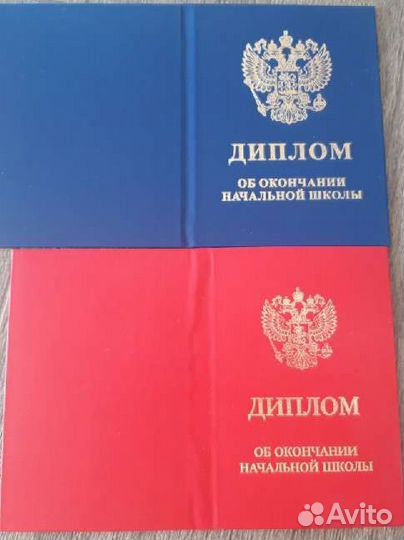 ДИПЛОМ
ОБ ОКОНЧАНИИ
НАЧАЛЬНОЙ ШКОЛЫ
ДИПЛОМ
ОБ ОКОНЧАНИИ
НАЧАЛЬНОЙ ШКОЛЫ
Avito